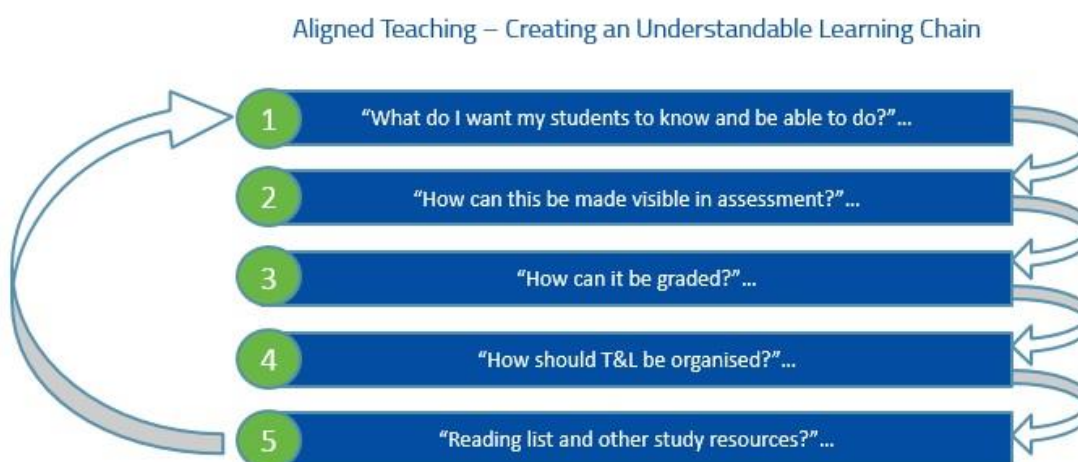 Aligned Teaching – Creating an Understandable Learning Chain
1 “What do I want my students to know and be able to do?”...
2 “How can this be made visible in assessment?”...
3 “How can it be graded?”...
4 “How should T&L be organised?”...
5 “Reading list and other study resources?”...